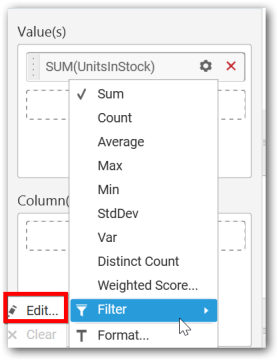 Value(s)
SUM(UnitsInStock)
Sum
Count
Average
Max
Min
StdDev
Var
Distinct Count
Weighted Score...
Column(
Edit...
Filter
Clear
Format...